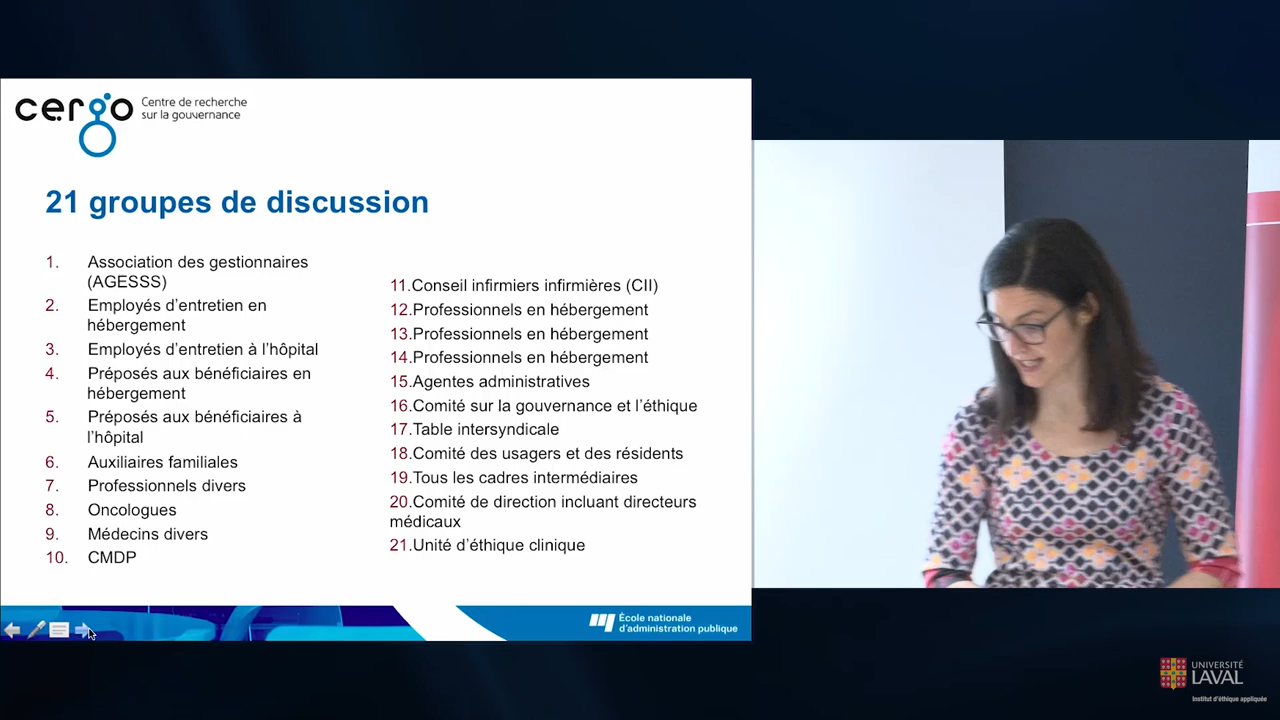 cergo
Centre de recherche
sur la gouvernance
21 groupes de discussion
1. Association des gestionnaires
(AGESSS)
2. Employés d'entretien en
hébergement
3. Employés d'entretien à l'hôpital
4. Préposés aux bénéficiaires en
hébergement
5. Préposés aux bénéficiaires à
l'hôpital
6. Auxiliaires familiales
7. Professionnels divers
8. Oncologues
9. Médecins divers
10. CMDP
11.Conseil infirmiers infirmières (CII)
12.Professionnels en hébergement
13.Professionnels en hébergement
14.Professionnels en hébergement
15.Agentes administratives
16.Comité sur la gouvernance et l'éthique
17.Table intersyndicale
18.Comité des usagers et des résidents
19.Tous les cadres intermédiaires
20.Comité de direction incluant directeurs
médicaux
21.Unité d'éthique clinique
École nationale
d'administration publique
UNIVERSITÉ
LAVAL
Institut d'éthique appliquée